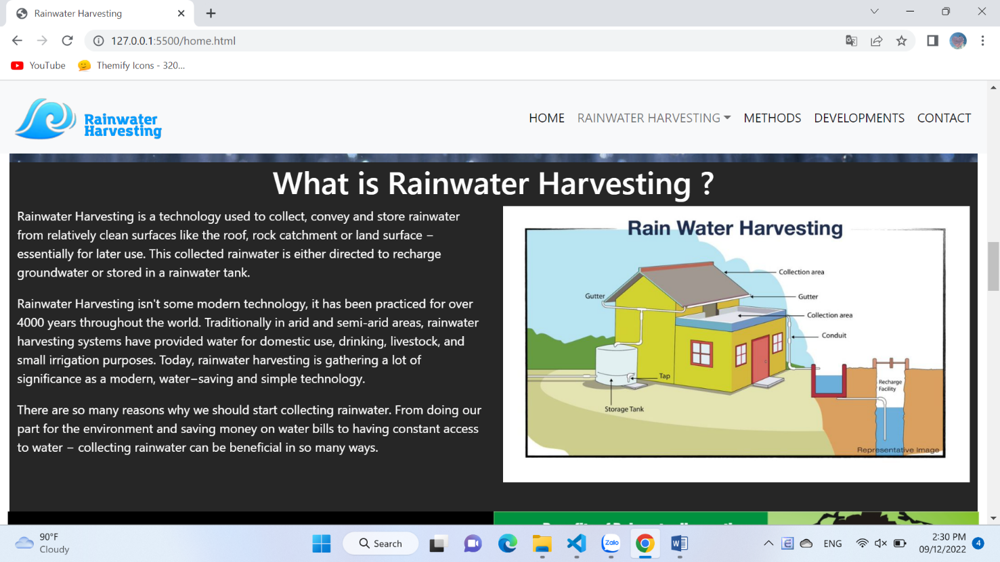 Rainwater Harvesting
127.0.0.1:5500/home.html
YouTube
Themify Icons - 320...
Rainwater
Harvesting
HOME
RAINWATER HARVESTING
METHODS
DEVELOPMENTS
CONTACT
What is Rainwater Harvesting ?
Rainwater Harvesting is a technology used to collect, convey and store rainwater
from relatively clean surfaces like the roof, rock catchment or land surface –
essentially for later use. This collected rainwater is either directed to recharge
groundwater or stored in a rainwater tank.
Rainwater Harvesting isn't some modern technology, it has been practiced for over
4000 years throughout the world. Traditionally in arid and semi-arid areas, rainwater
harvesting systems have provided water for domestic use, drinking, livestock, and
small irrigation purposes. Today, rainwater harvesting is gathering a lot of
significance as a modern, water–saving and simple technology.
There are so many reasons why we should start collecting rainwater. From doing our
part for the environment and saving money on water bills to having constant access
to water – collecting rainwater can be beneficial in so many ways.
Rain Water Harvesting
Collection area
Gutter
Gutter
Collection area
Conduit
Tap
Recharge
Facility
Storage Tank
Representative Image
90°F
Cloudy
Search
Zalo
ENG
2:30 PM
09/12/2022
4